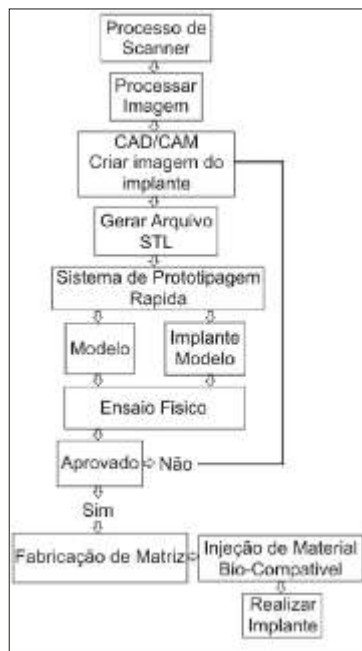 Processo de
Scanner
Processar
Imagem
CAD/CAM
Criar imagem do
implante
Gerar Arquivo
STL
Sistema de Prototipagem
Rapida
Modelo
Implante
Modelo
Ensaio Fisico
Aprovado
Não
Sim
Fabricação de Matriz
Injeção de Material
Bio-Compativel
Realizar
Implante